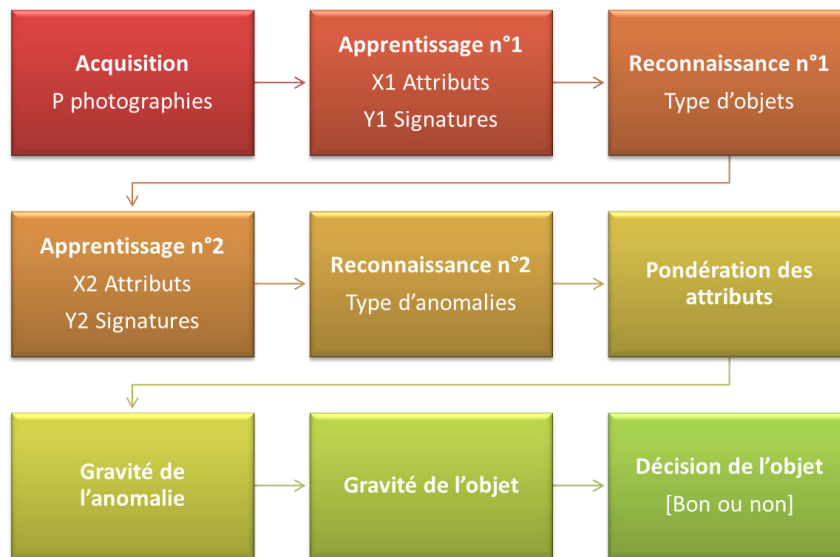 Acquisition
P photographies
Apprentissage n°1
X1 Attributs
Y1 Signatures
Reconnaissance n°1
Type d’objets
Apprentissage n°2
X2 Attributs
Y2 Signatures
Reconnaissance n°2
Type d’anomalies
Pondération des
attributs
Gravité de
l’anomalie
Gravité de l’objet
Décision de l’objet
[Bon ou non]